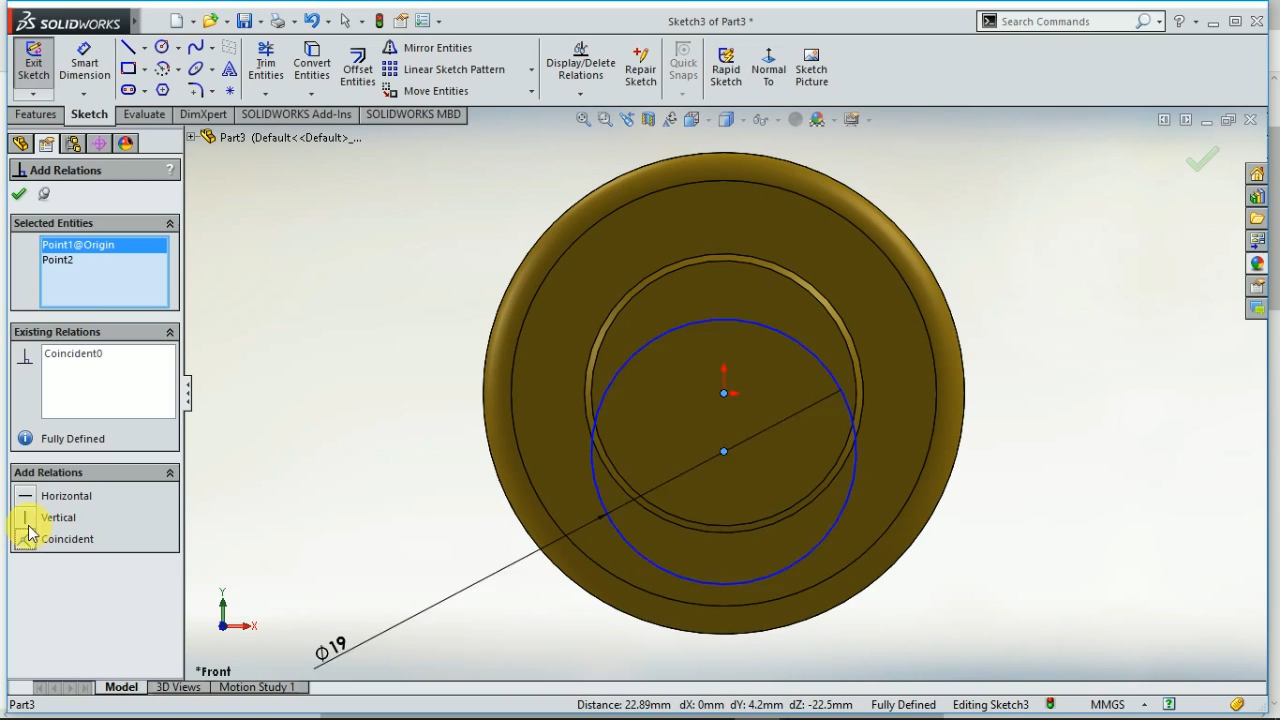 SOLIDWORKS
Sketch3 of Part3 *
Search Commands
Exit Sketch
Smart Dimension
Trim Entities
Convert Entities
Offset Entities
Mirror Entities
Linear Sketch Pattern
Move Entities
Display/Delete Relations
Repair Sketch
Quick Snaps
Rapid Sketch
Normal To
Sketch Picture
Features
Sketch
Evaluate
DimXpert
SOLIDWORKS Add-Ins
SOLIDWORKS MBD
Part3 (Default<<Default>_...
Add Relations
?
Selected Entities
Point1@Origin
Point2
Existing Relations
Coincident0
Fully Defined
Add Relations
Horizontal
Vertical
Coincident
Ø19
Y
X
*Front
Model
3D Views
Motion Study 1
Part3
Distance: 22.89mm dX: 0mm dY: 4.2mm dZ: -22.5mm
Fully Defined
Editing Sketch3
MMGS
?